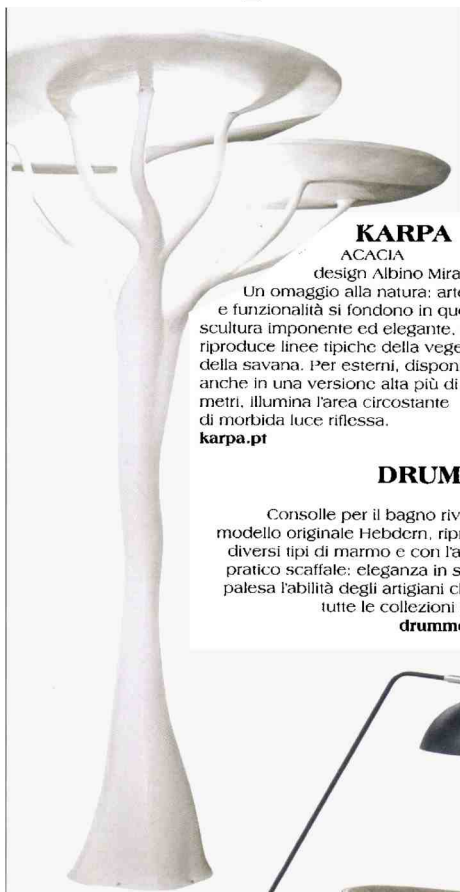 KARPA
ACACIA
design Albino Mira
Un omaggio alla natura: arte
e funzionalità si fondono in que
scultura imponente ed elegante,
riproduce linee tipiche della vege
della savana. Per esterni, dispon
anche in una versione alta più di
metri, illumina l'area circostante
di morbida luce riflessa.
karpa.pt
DRUM
Consolle per il bagno riv
modello originale Hebdern, ripr
diversi tipi di marmo e con l'a
pratico scaffale: eleganza in s
palesa l'abilità degli artigiani c
tutte le collezioni
drumm